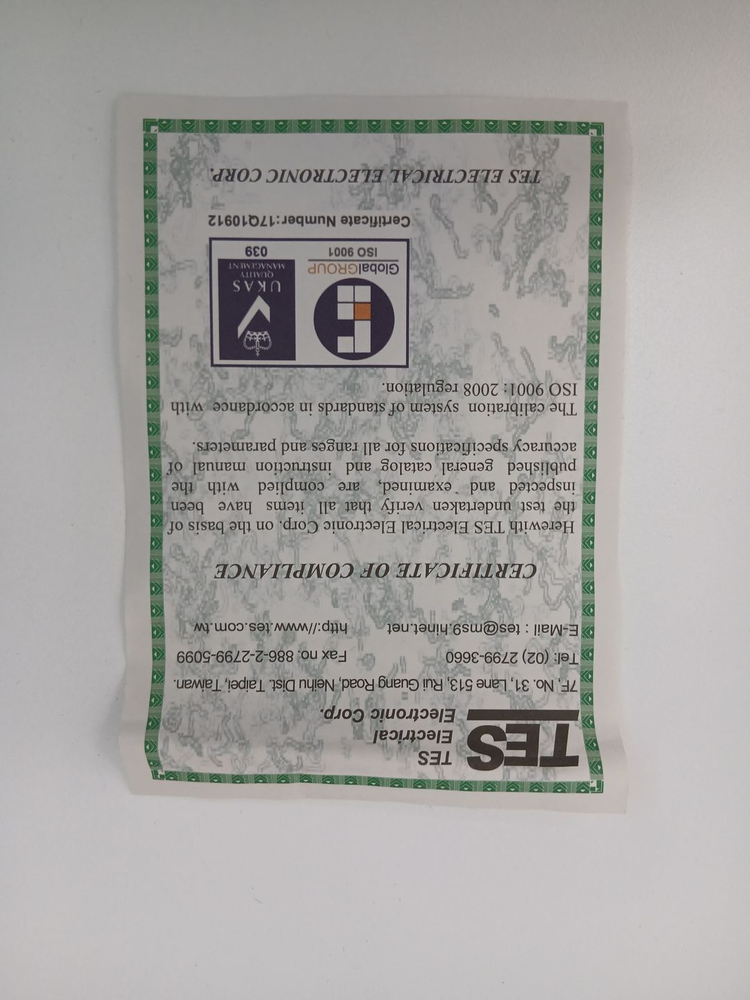 TES
TES
Electrical
Electronic Corp.
7F, No. 31, Lane 513, Rui Guang Road, Neihu Dist. Taipei, Taiwan.
Tel: (02) 2799-3660 Fax no: 886-2-2799-5099
E-Mail : tes@ms9.hinet.net http://www.tes.com.tw
CERTIFICATE OF COMPLIANCE
Herewith TES Electrical Electronic Corp. on the basis of
the test undertaken verify that all items have been
inspected and examined, are complied with the
published general catalog and instruction manual of
accuracy specifications for all ranges and parameters.
The calibration system of standards in accordance with
ISO 9001: 2008 regulation.
GlobalGROUP
ISO 9001
UKAS
QUALITY
MANAGEMENT
039
Certificate Number:17Q10912
TES ELECTRICAL ELECTRONIC CORP.